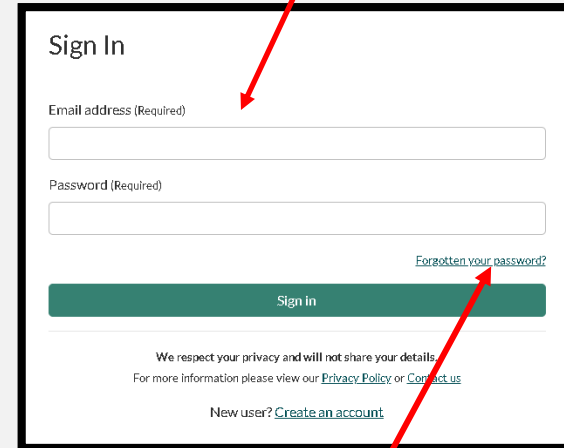 Sign In
Email address (Required)
Password (Required)
Forgotten your password?
Sign in
We respect your privacy and will not share your details.
For more information please view our Privacy Policy or Contact us
New user? Create an account